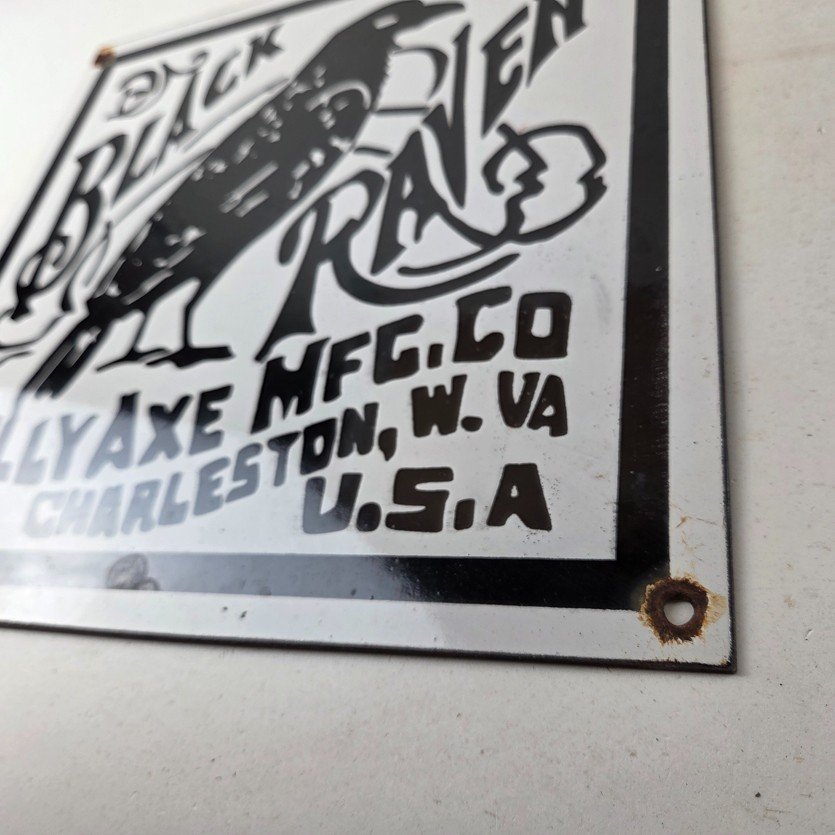 BLACK
RAVEN
LLY AXE MFG. CO
CHARLESTON, W. VA
U.S.A